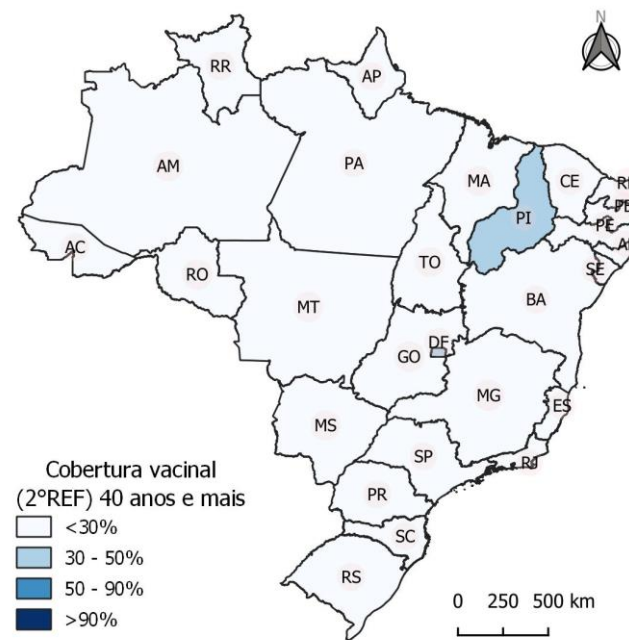 N
RR
AP
AM
PA
MA
CE
PI
PE
AC
TO
SE
RO
BA
MT
DF
GO
MG
MS
ES
SP
RJ
PR
SC
RS
Cobertura vacinal
(2°REF) 40 anos e mais
<30%
30 - 50%
50 - 90%
>90%
0 250 500 km